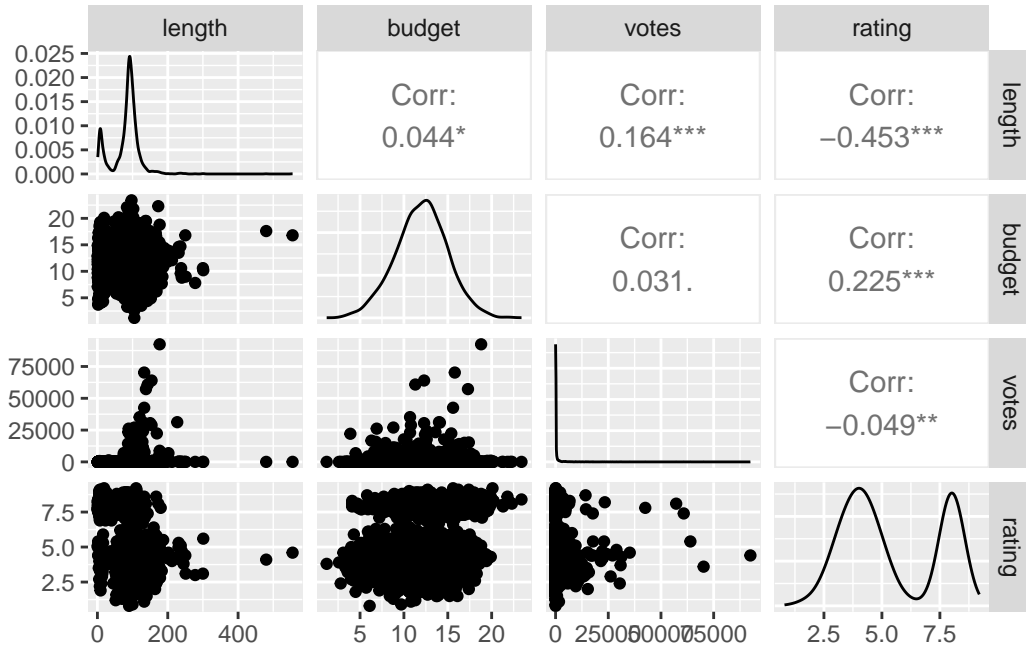 length budget votes rating
0.025
0.020
0.015
0.010
0.005
0.000
Corr:
0.044*
Corr:
0.164***
Corr:
−0.453***
length
20
15
10
5
Corr:
0.031.
Corr:
0.225***
budget
75000
50000
25000
0
Corr:
−0.049**
votes
7.5
5.0
2.5
rating
0 400 5 10 15 20 0 25000 50000 75000 2.5 5.0 7.5